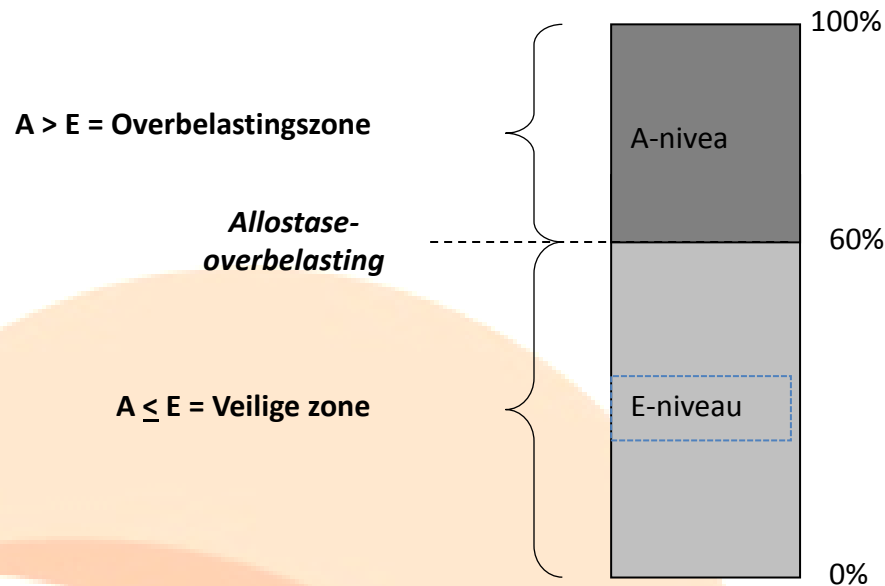 100%
A > E = Overbelastingszone
A-nivea
Allostase-
overbelasting
60%
A ≤ E = Veilige zone
E-niveau
0%